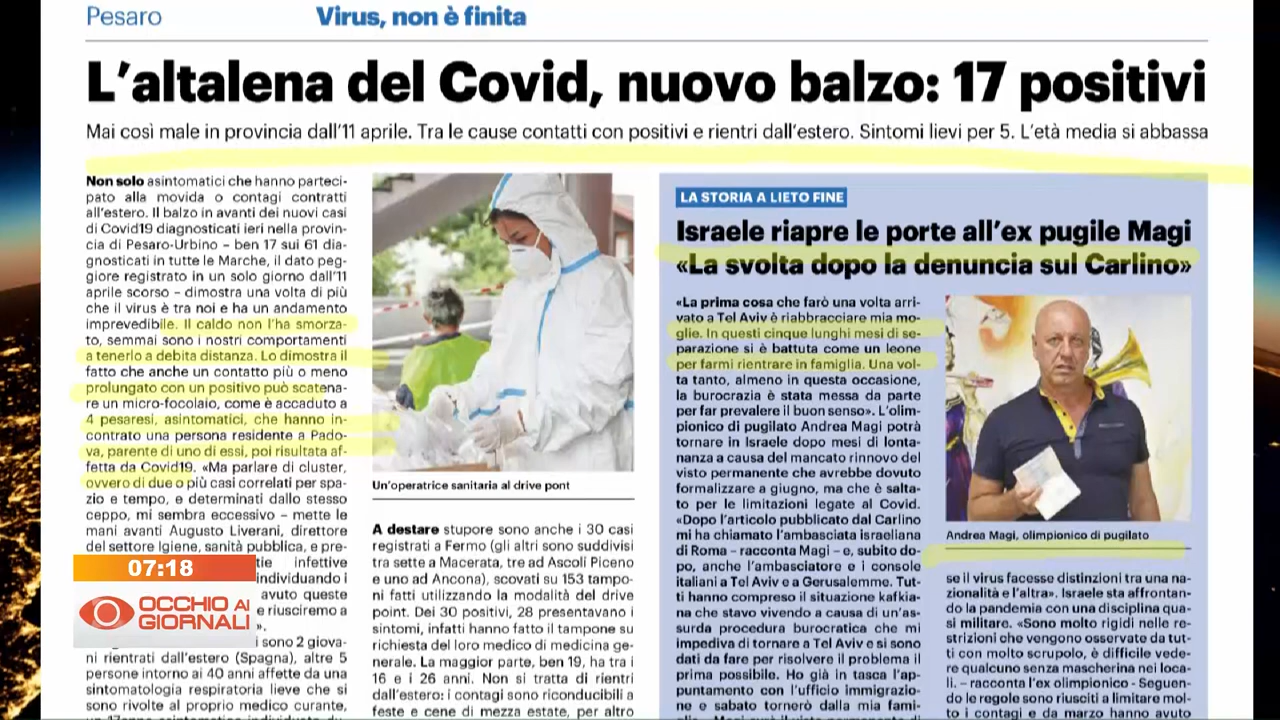 Pesaro
Virus, non è finita
L'altalena del Covid, nuovo balzo: 17 positivi
Mai così male in provincia dall'11 aprile. Tra le cause contatti con positivi e rientri dall'estero. Sintomi lievi per 5. L'età media si abbassa
Non solo asintomatici che hanno parteci-
pato alla movida o contagi contratti
all'estero. Il balzo in avanti dei nuovi casi
di Covid19 diagnosticati ieri nella provin-
cia di Pesaro-Urbino – ben 17 sui 61 dia-
gnosticati in tutte le Marche, il dato peg-
giore registrato in un solo giorno dall'11
aprile scorso – dimostra una volta di più
che il virus è tra noi e ha un andamento
imprevedibile. Il caldo non l'ha smorza-
to, semmai sono i nostri comportamenti
a tenerlo a debita distanza. Lo dimostra il
fatto che anche un contatto più o meno
prolungato con un positivo può scatena-
re un micro-focolaio, come è accaduto a
4 pesaresi, asintomatici, che hanno in-
contrato una persona residente a Pado-
va, parente di uno di essi, poi risultata af-
fetta da Covid19. «Ma parlare di cluster,
ovvero di due o più casi correlati per spa-
zio e tempo, e determinati dallo stesso
ceppo, mi sembra eccessivo – mette le
mani avanti Augusto Liverani, direttore
del settore Igiene, sanità pubblica, e pre-
tie infettive
individuando i
avuto queste
e riusciremo a
».
i sono 2 giova-
ni rientrati dall'estero (Spagna), altre 5
persone intorno ai 40 anni affette da una
sintomatologia respiratoria lieve che si
sono rivolte al proprio medico curante,
07:18
OCCHIO AI
GIORNALI
Un'operatrice sanitaria al drive pont
A destare stupore sono anche i 30 casi
registrati a Fermo (gli altri sono suddivisi
tra sette a Macerata, tre ad Ascoli Piceno
e uno ad Ancona), scovati su 153 tampo-
ni fatti utilizzando la modalità del drive
point. Dei 30 positivi, 28 presentavano i
sintomi, infatti hanno fatto il tampone su
richiesta del loro medico di medicina ge-
nerale. La maggior parte, ben 19, ha tra i
16 e i 26 anni. Non si tratta di rientri
dall'estero: i contagi sono riconducibili a
feste e cene di mezza estate, per altro
LA STORIA A LIETO FINE
Israele riapre le porte all'ex pugile Magi
«La svolta dopo la denuncia sul Carlino»
«La prima cosa che farò una volta arri-
vato a Tel Aviv è riabbracciare mia mo-
glie. In questi cinque lunghi mesi di se-
parazione si è battuta come un leone
per farmi rientrare in famiglia. Una vol-
ta tanto, almeno in questa occasione,
la burocrazia è stata messa da parte
per far prevalere il buon senso». L'olim-
pionico di pugilato Andrea Magi potrà
tornare in Israele dopo mesi di lonta-
nanza a causa del mancato rinnovo del
visto permanente che avrebbe dovuto
formalizzare a giugno, ma che è salta-
to per le limitazioni legate al Covid.
«Dopo l'articolo pubblicato dal Carlino
mi ha chiamato l'ambasciata israeliana
di Roma – racconta Magi – e, subito do-
po, anche l'ambasciatore e i console
italiani a Tel Aviv e a Gerusalemme. Tut-
ti hanno compreso il situazione kafkia-
na che stavo vivendo a causa di un'as-
surda procedura burocratica che mi
impediva di tornare a Tel Aviv e si sono
dati da fare per risolvere il problema il
prima possibile. Ho già in tasca l'ap-
puntamento con l'ufficio immigrazio-
ne e sabato tornerò dalla mia fami-
Andrea Magi, olimpionico di pugilato
se il virus facesse distinzioni tra una na-
zionalità e l'altra». Israele sta affrontan-
do la pandemia con una disciplina qua-
si militare. «Sono molto rigidi nelle re-
strizioni che vengono osservate da tut-
ti con molto scrupolo, è difficile vede-
re qualcuno senza mascherina nei loca-
li. – racconta l'ex olimpionico - Seguen-
do le regole sono riusciti a limitare mol-
to i contagi e da marzo hanno avuto